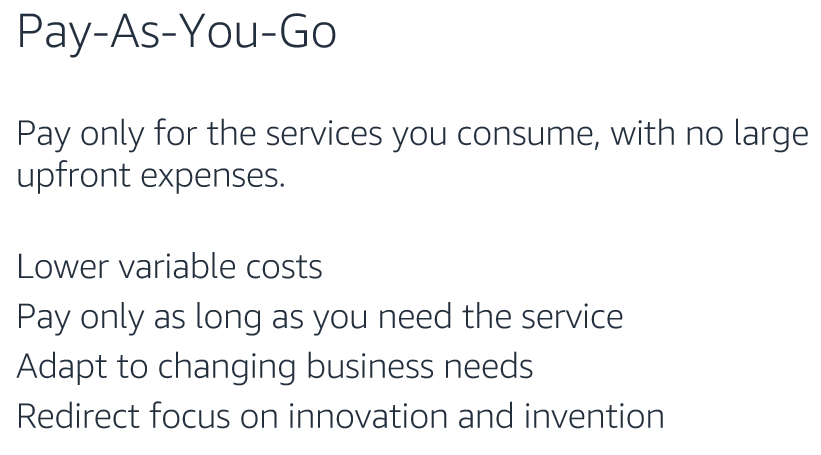 Pay-As-You-Go
Pay only for the services you consume, with no large
upfront expenses.
Lower variable costs
Pay only as long as you need the service
Adapt to changing business needs
Redirect focus on innovation and invention